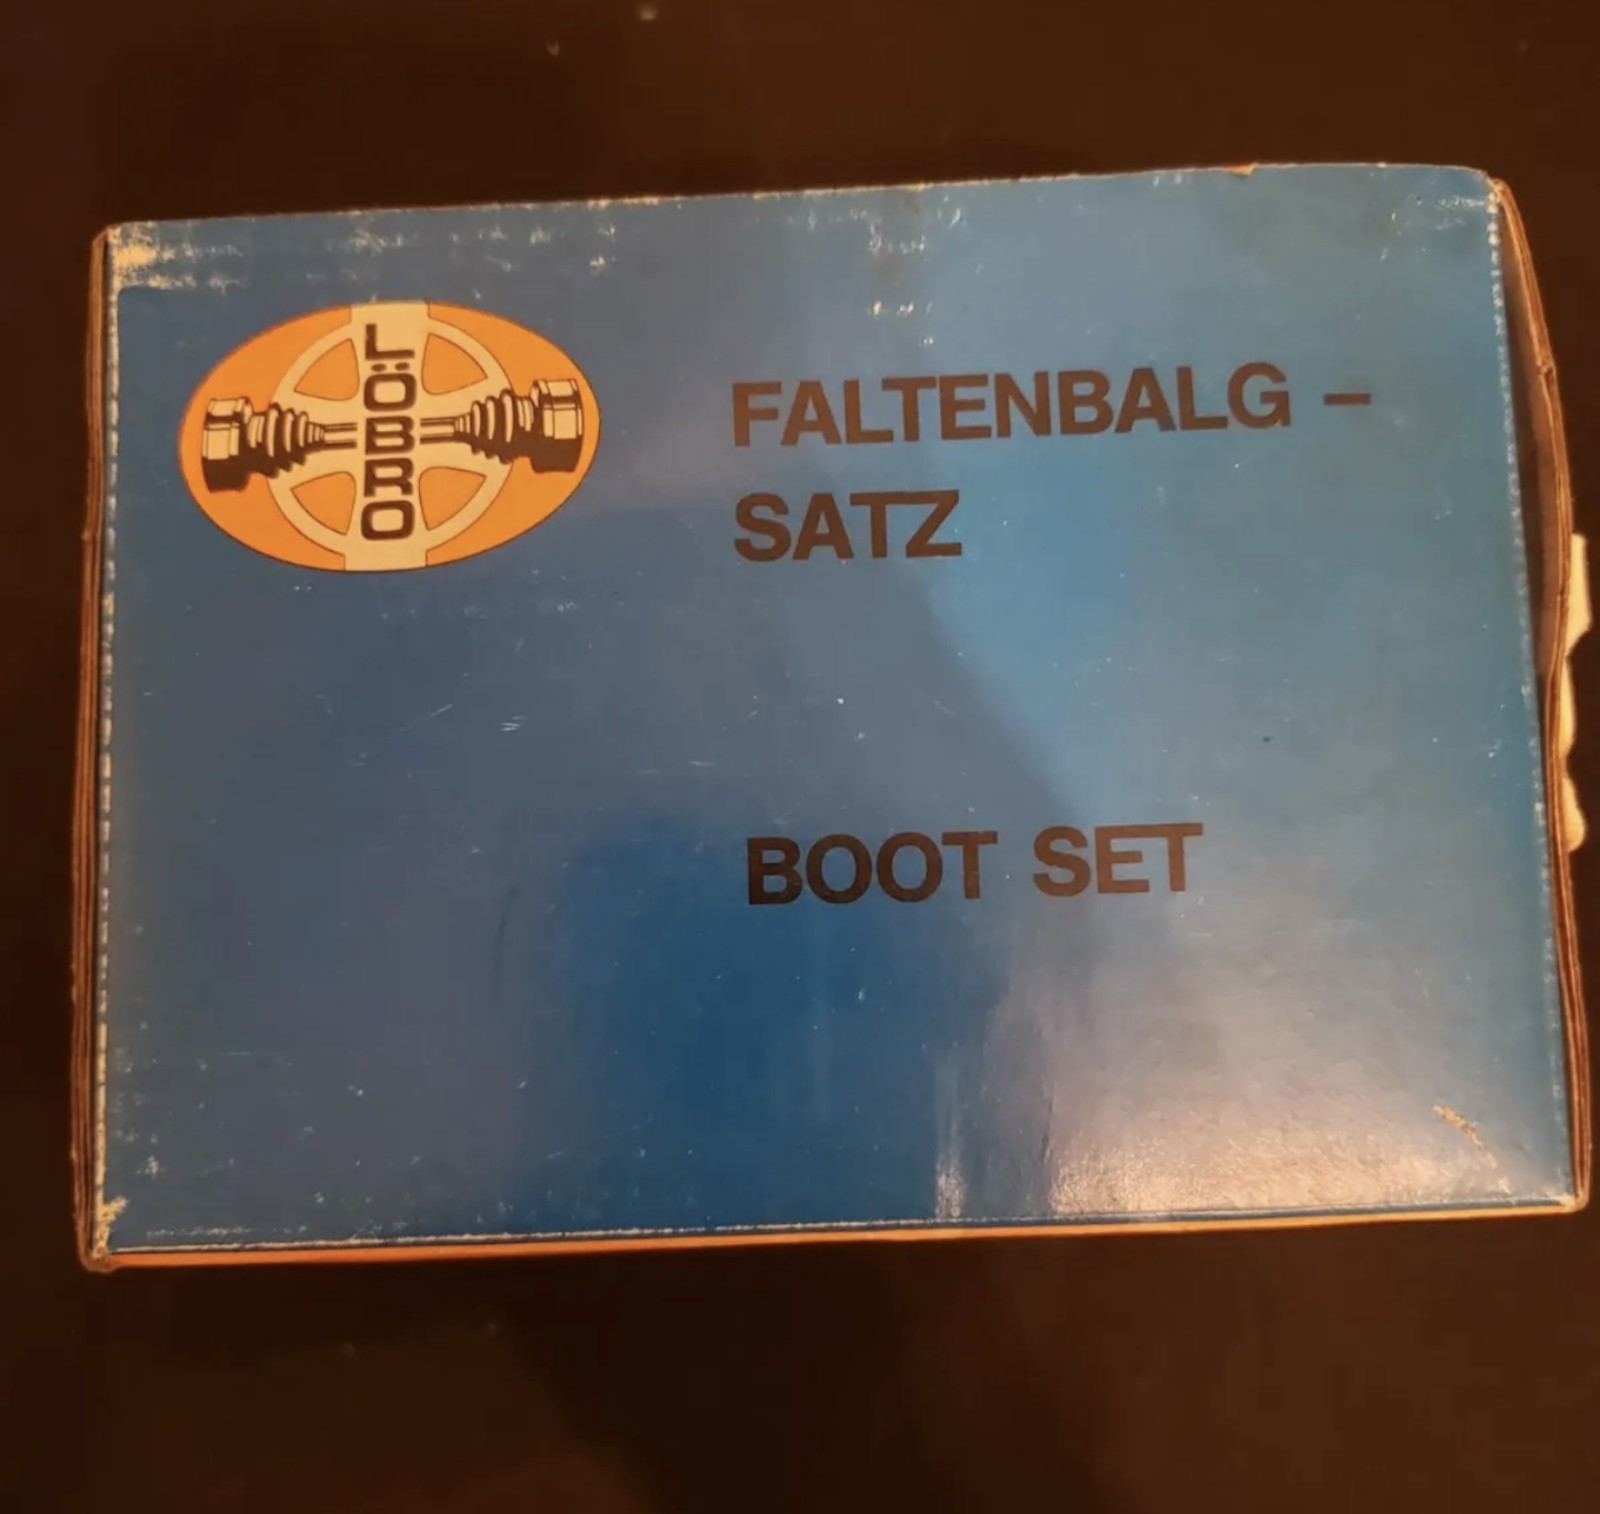 LÖBRO
FALTENBALG –
SATZ
BOOT SET